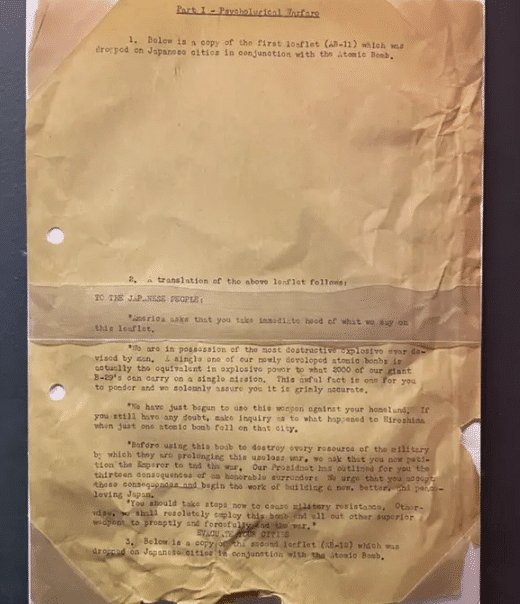 Part I - Psychological Warfare
1. Below is a copy of the first leaflet (AB-11) which was
dropped on Japanese cities in conjunction with the Atomic Bomb.
2. A translation of the above leaflet follows:
TO THE JAPANESE PEOPLE:
"America asks that you take immediate heed of what we say on
this leaflet.
"We are in possession of the most destructive explosive ever de-
vised by man. A single one of our newly developed atomic bombs is
actually the equivalent in explosive power to what 2000 of our giant
B-29's can carry on a single mission. This awful fact is one for you
to ponder and we solemnly assure you it is grimly accurate.
"We have just begun to use this weapon against your homeland. If
you still have any doubt, make inquiry as to what happened to Hiroshima
when just one atomic bomb fell on that city.
"Before using this bomb to destroy every resource of the military
by which they are prolonging this useless war, we ask that you now peti-
tion the Emperor to end the war. Our President has outlined for you the
thirteen consequences of an honorable surrender: We urge that you accept
these consequences and begin the work of building a new, better, and peace-
loving Japan.
"You should take steps now to cease military resistance. Other-
wise, we shall resolutely employ this bomb and all our other superior
weapons to promptly and forcefully end the war."
EVACUATE YOUR CITIES
3. Below is a copy of the second leaflet (AB-12) which was
dropped on Japanese cities in conjunction with the Atomic Bomb.